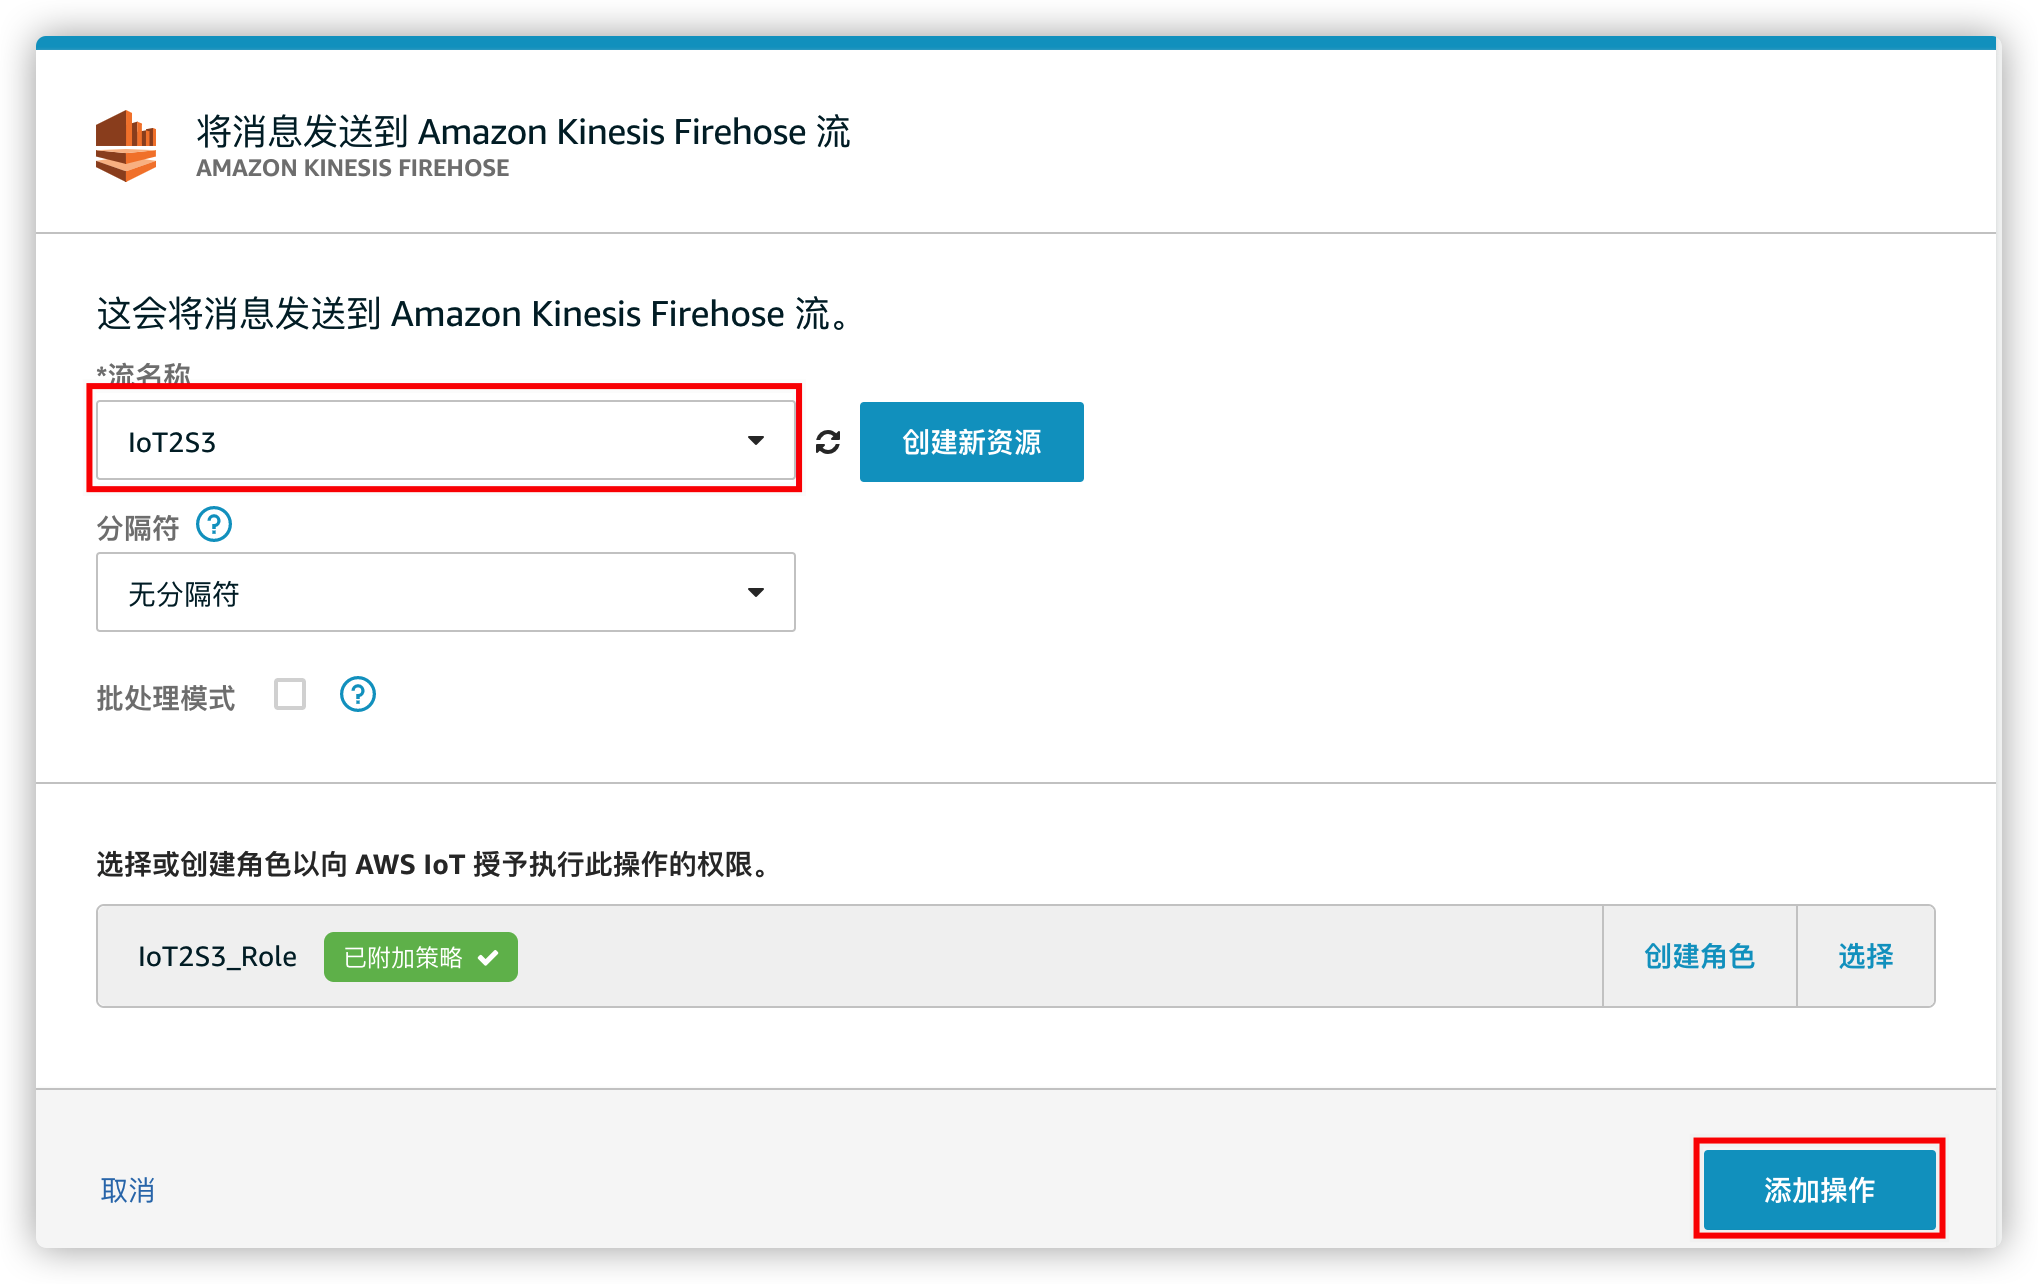 将消息发送到 Amazon Kinesis Firehose 流
AMAZON KINESIS FIREHOSE
这会将消息发送到 Amazon Kinesis Firehose 流。
*流名称
IoT2S3
创建新资源
分隔符 ?
无分隔符
批处理模式 ?
选择或创建角色以向 AWS IoT 授予执行此操作的权限。
IoT2S3_Role 已附加策略 创建角色 选择
取消 添加操作